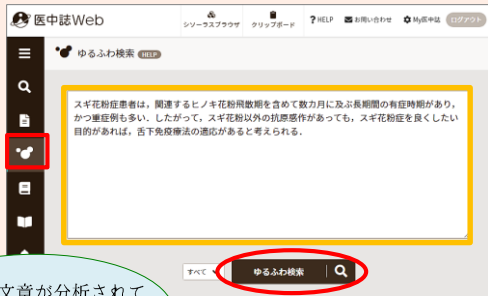 医中誌Web
シソーラスブラウザ
クリップボード
?HELP
お問い合わせ
My医中誌
ログアウト
ゆるふわ検索 HELP
スギ花粉症患者は，関連するヒノキ花粉飛散期を含めて数カ月に及ぶ長期間の有症時期があり，
かつ重症例も多い．したがって，スギ花粉以外の抗原感作があっても，スギ花粉症を良くしたい
目的があれば，舌下免疫療法の適応があると考えられる．
すべて
ゆるふわ検索
文章が分析されて